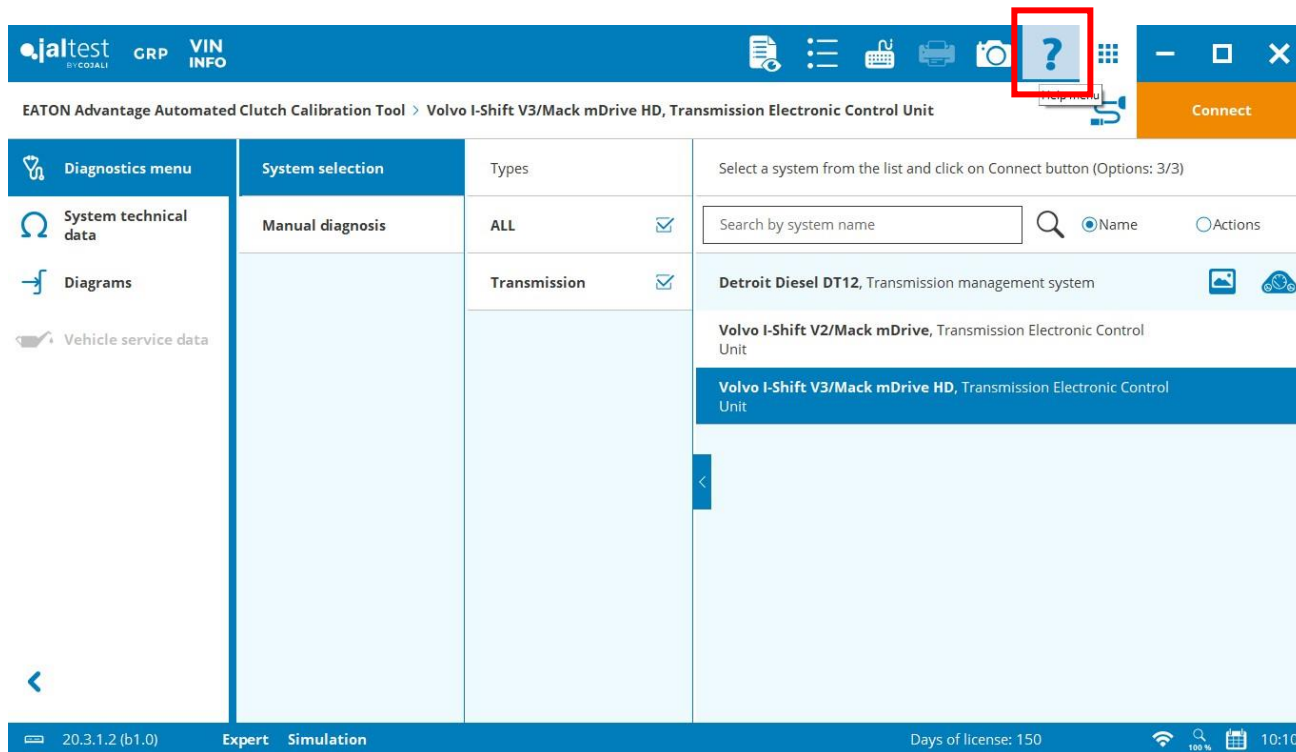 jaltest GRP VIN
BY COJALI INFO
?
Help menu
EATON Advantage Automated Clutch Calibration Tool > Volvo I-Shift V3/Mack mDrive HD, Transmission Electronic Control Unit
Connect
Diagnostics menu
System technical
data
Diagrams
Vehicle service data
System selection
Manual diagnosis
Types
ALL
Transmission
Select a system from the list and click on Connect button (Options: 3/3)
Search by system name
Name
Actions
Detroit Diesel DT12, Transmission management system
Volvo I-Shift V2/Mack mDrive, Transmission Electronic Control
Unit
Volvo I-Shift V3/Mack mDrive HD, Transmission Electronic Control
Unit
20.3.1.2 (b1.0) Expert Simulation Days of license: 150 100 % 10:10